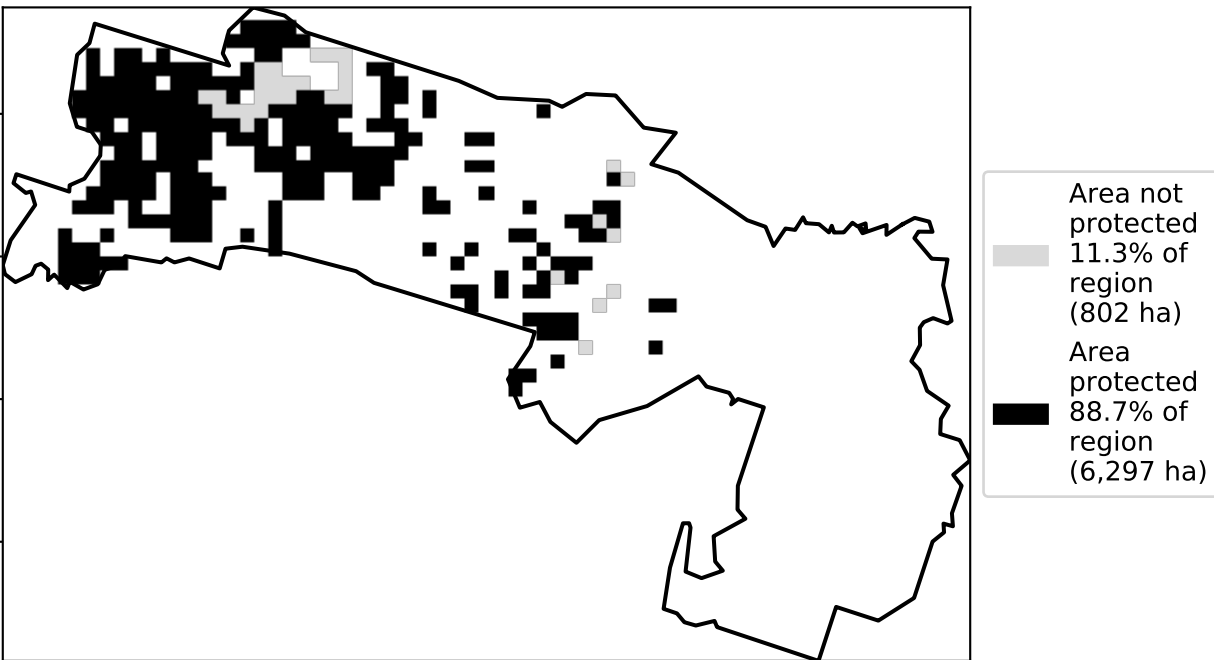 Area not
protected
11.3% of
region
(802 ha)
Area
protected
88.7% of
region
(6,297 ha)